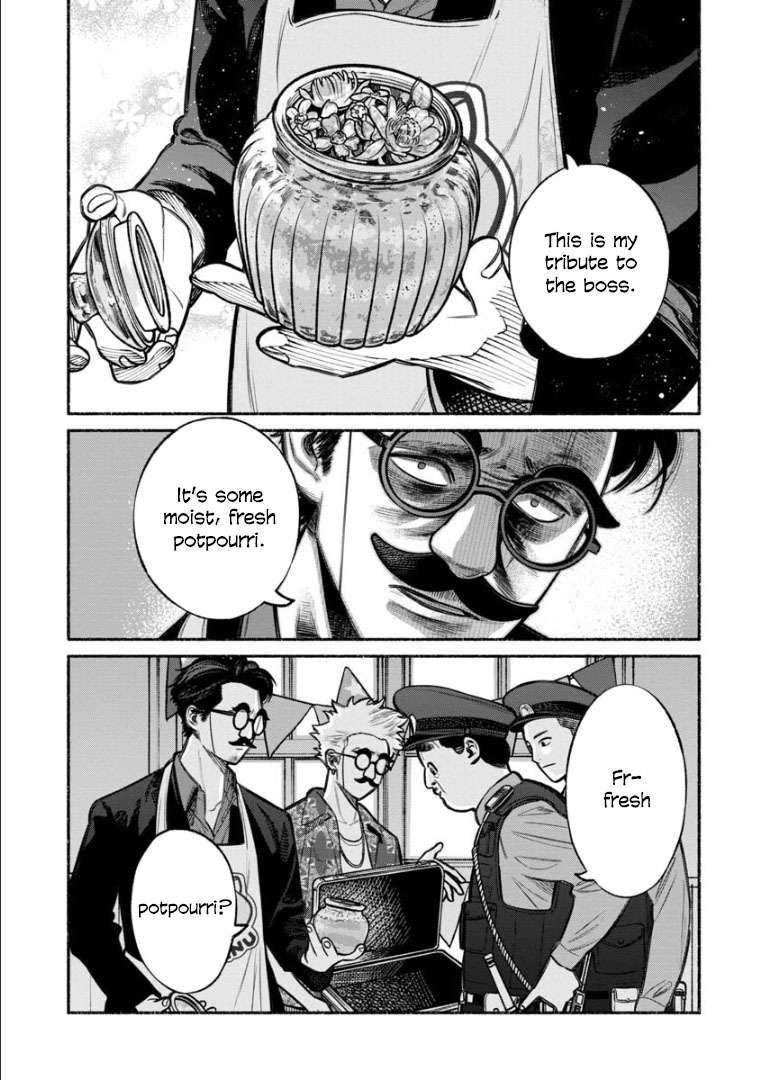 This is my
tribute to
the boss.
It's some
moist, fresh
potpourri.
Fr-
fresh
potpourri?